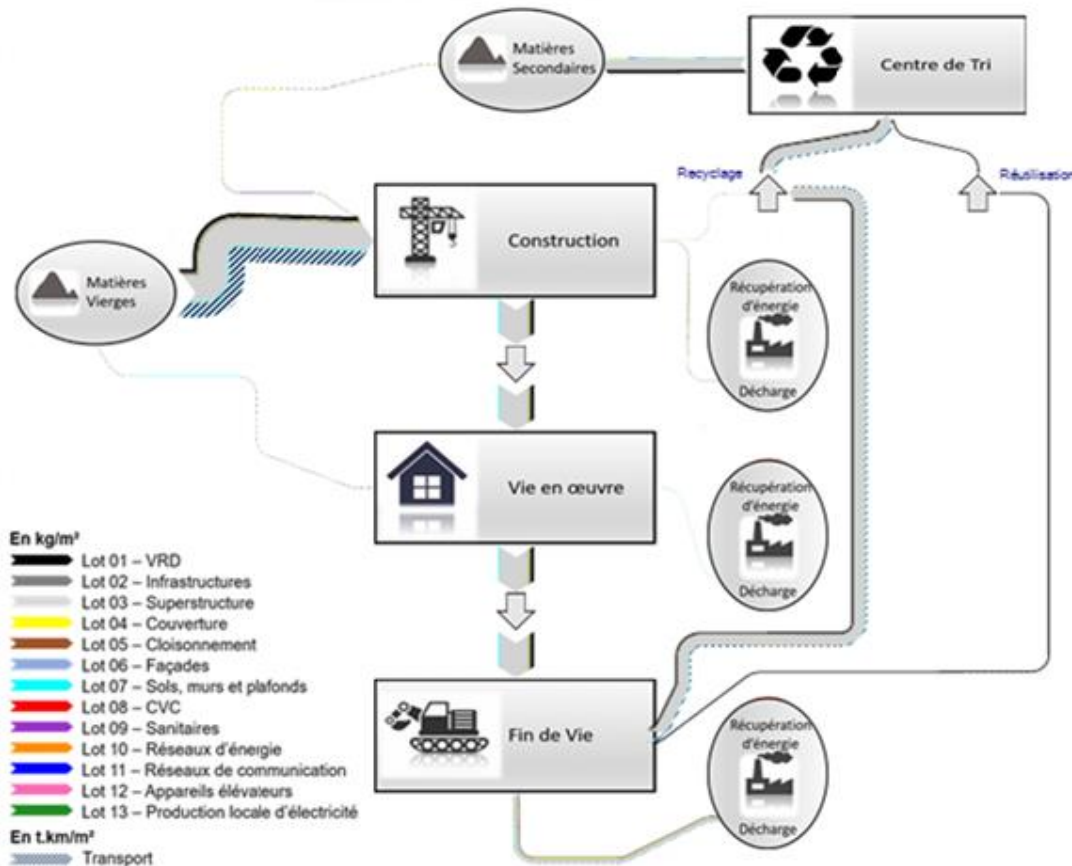 Matières
Secondaires
Centre de Tri
Recyclage
Réutilisation
Construction
Matières
Vierges
Récupération
d'énergie
Décharge
Vie en œuvre
Récupération
d'énergie
Décharge
En kg/m²
Lot 01 – VRD
Lot 02 – Infrastructures
Lot 03 – Superstructure
Lot 04 – Couverture
Lot 05 – Cloisonnement
Lot 06 – Façades
Lot 07 – Sols, murs et plafonds
Lot 08 – CVC
Lot 09 – Sanitaires
Lot 10 – Réseaux d'énergie
Lot 11 – Réseaux de communication
Lot 12 – Appareils élévateurs
Lot 13 – Production locale d'électricité
En t.km/m²
Transport
Fin de Vie
Récupération
d'énergie
Décharge